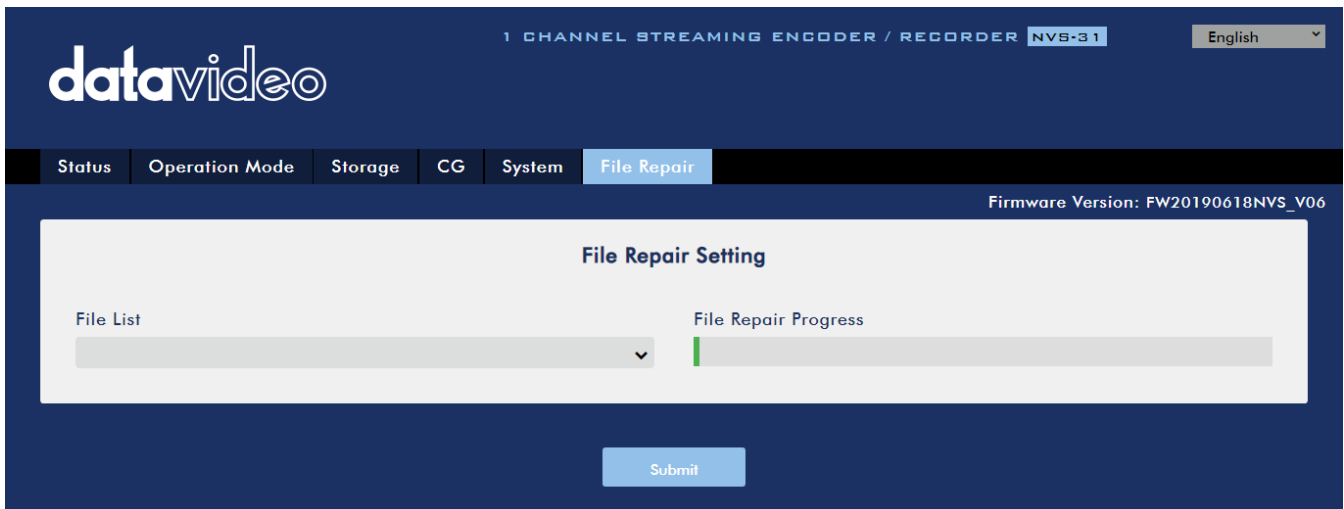 1 CHANNEL STREAMING ENCODER / RECORDER NVS-31
English
datavideo
Status Operation Mode Storage CG System File Repair
Firmware Version: FW20190618NVS_V06
File Repair Setting
File List File Repair Progress
Submit